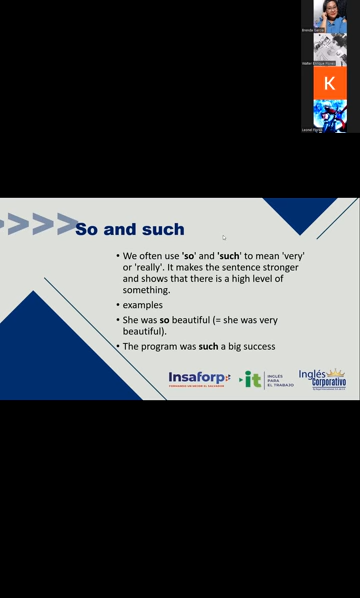 K
>>>>So and such
• We often use 'so' and 'such' to mean 'very'
or 'really'. It makes the sentence stronger
and shows that there is a high level of
something.
• examples
• She was so beautiful (= she was very
beautiful).
• The program was such a big success
Insaforp
it INGLÉS
PARA
EL TRABAJO
Inglés
Corporativo